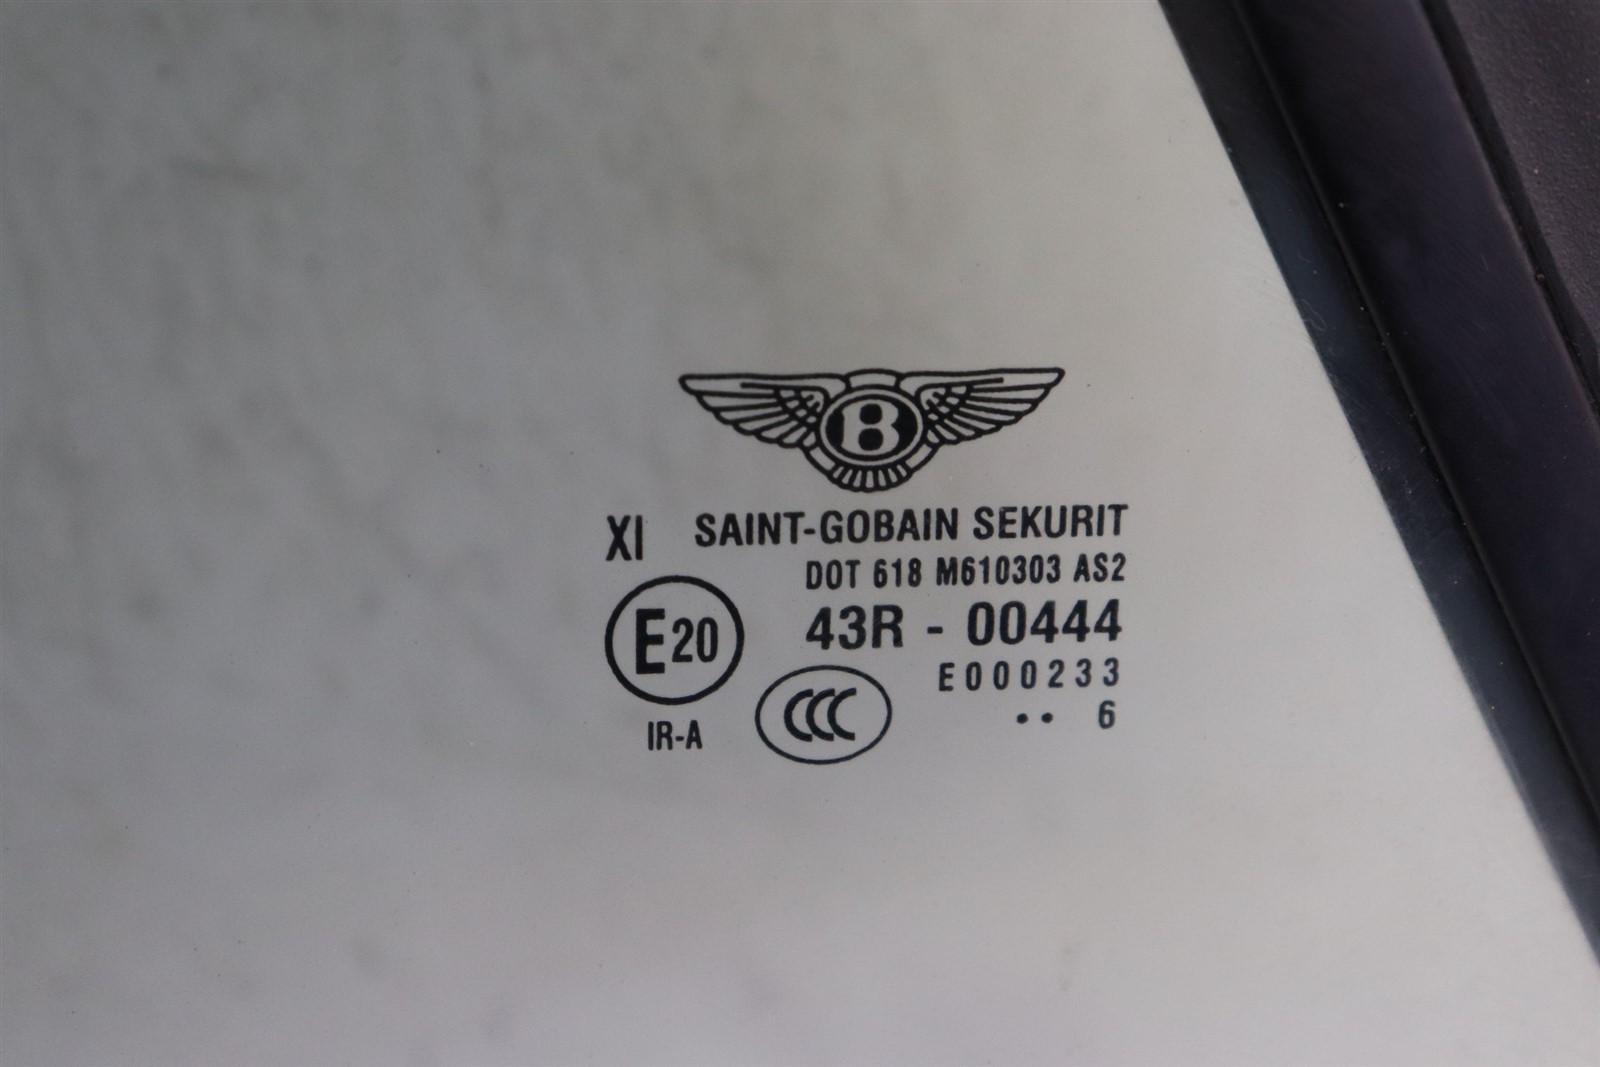 B
XI SAINT-GOBAIN SEKURIT
DOT 618 M610303 AS2
E20 43R - 00444
E000233
IR-A CCC •• 6